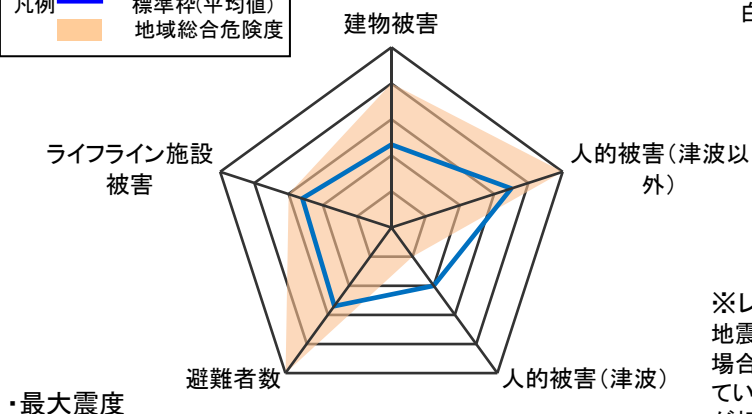 凡例 標準枠(平均値)
地域総合危険度
白
建物被害
ライフライン施設
被害
人的被害(津波以
外)
避難者数
人的被害(津波)
・最大震度
※レ
地震
場合
てい